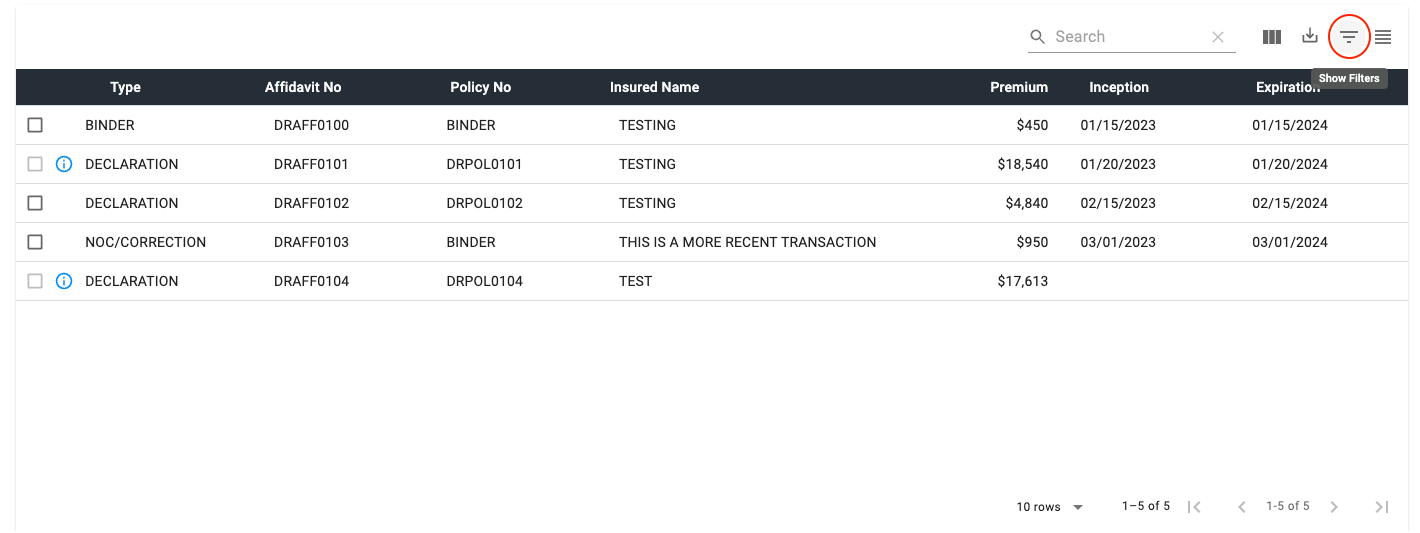 Search
Show Filters
Type Affidavit No Policy No Insured Name Premium Inception Expiration
BINDER DRAFF0100 BINDER TESTING $450 01/15/2023 01/15/2024
DECLARATION DRAFF0101 DRPOL0101 TESTING $18,540 01/20/2023 01/20/2024
DECLARATION DRAFF0102 DRPOL0102 TESTING $4,840 02/15/2023 02/15/2024
NOC/CORRECTION DRAFF0103 BINDER THIS IS A MORE RECENT TRANSACTION $950 03/01/2023 03/01/2024
DECLARATION DRAFF0104 DRPOL0104 TEST $17,613
10 rows 1–5 of 5 1-5 of 5